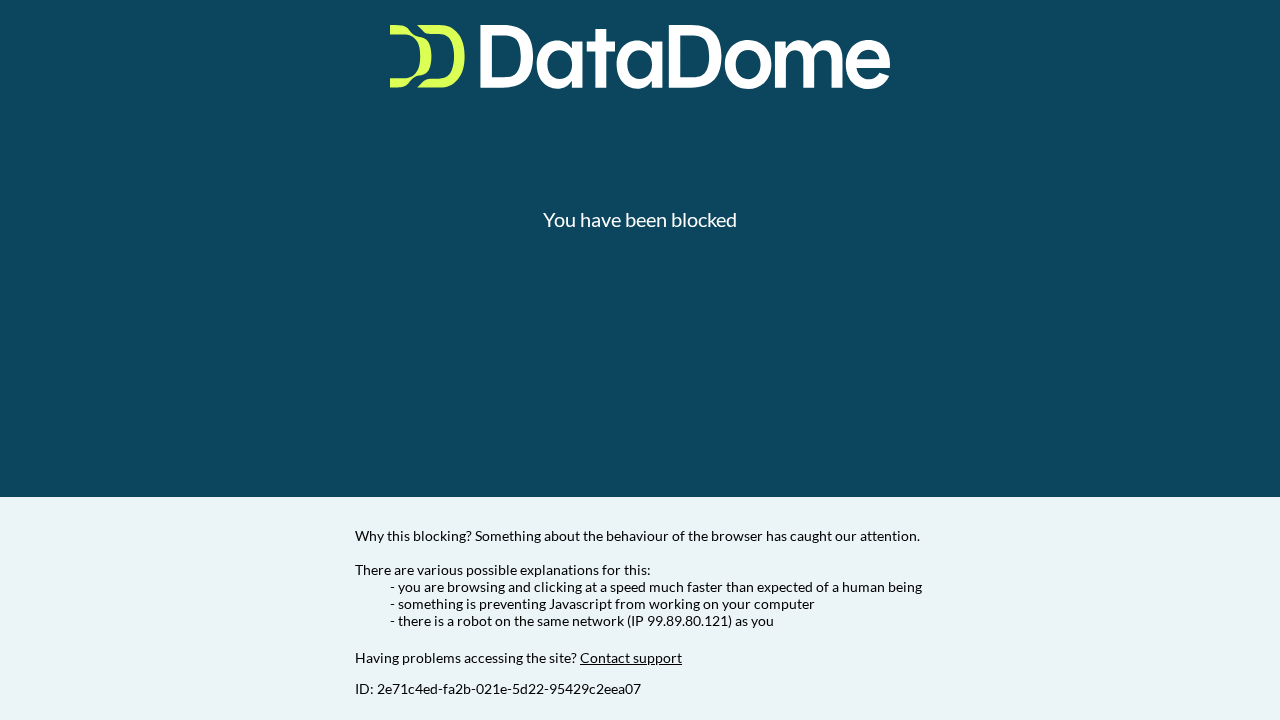 DataDome
You have been blocked
Why this blocking? Something about the behaviour of the browser has caught our attention.
There are various possible explanations for this:
- you are browsing and clicking at a speed much faster than expected of a human being
- something is preventing Javascript from working on your computer
- there is a robot on the same network (IP 99.89.80.121) as you
Having problems accessing the site? Contact support
ID: 2e71c4ed-fa2b-021e-5d22-95429c2eea07